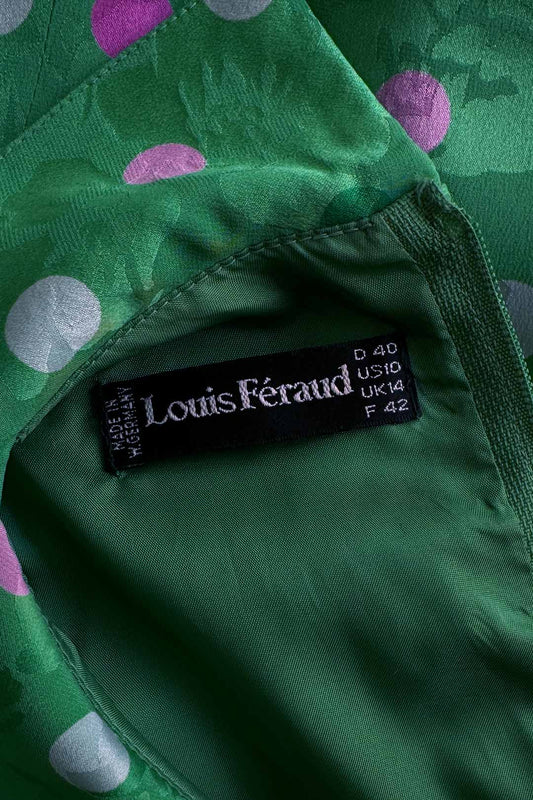 MADE IN
W.GERMANY
Louis Féraud
D 40
US10
UK14
F 42